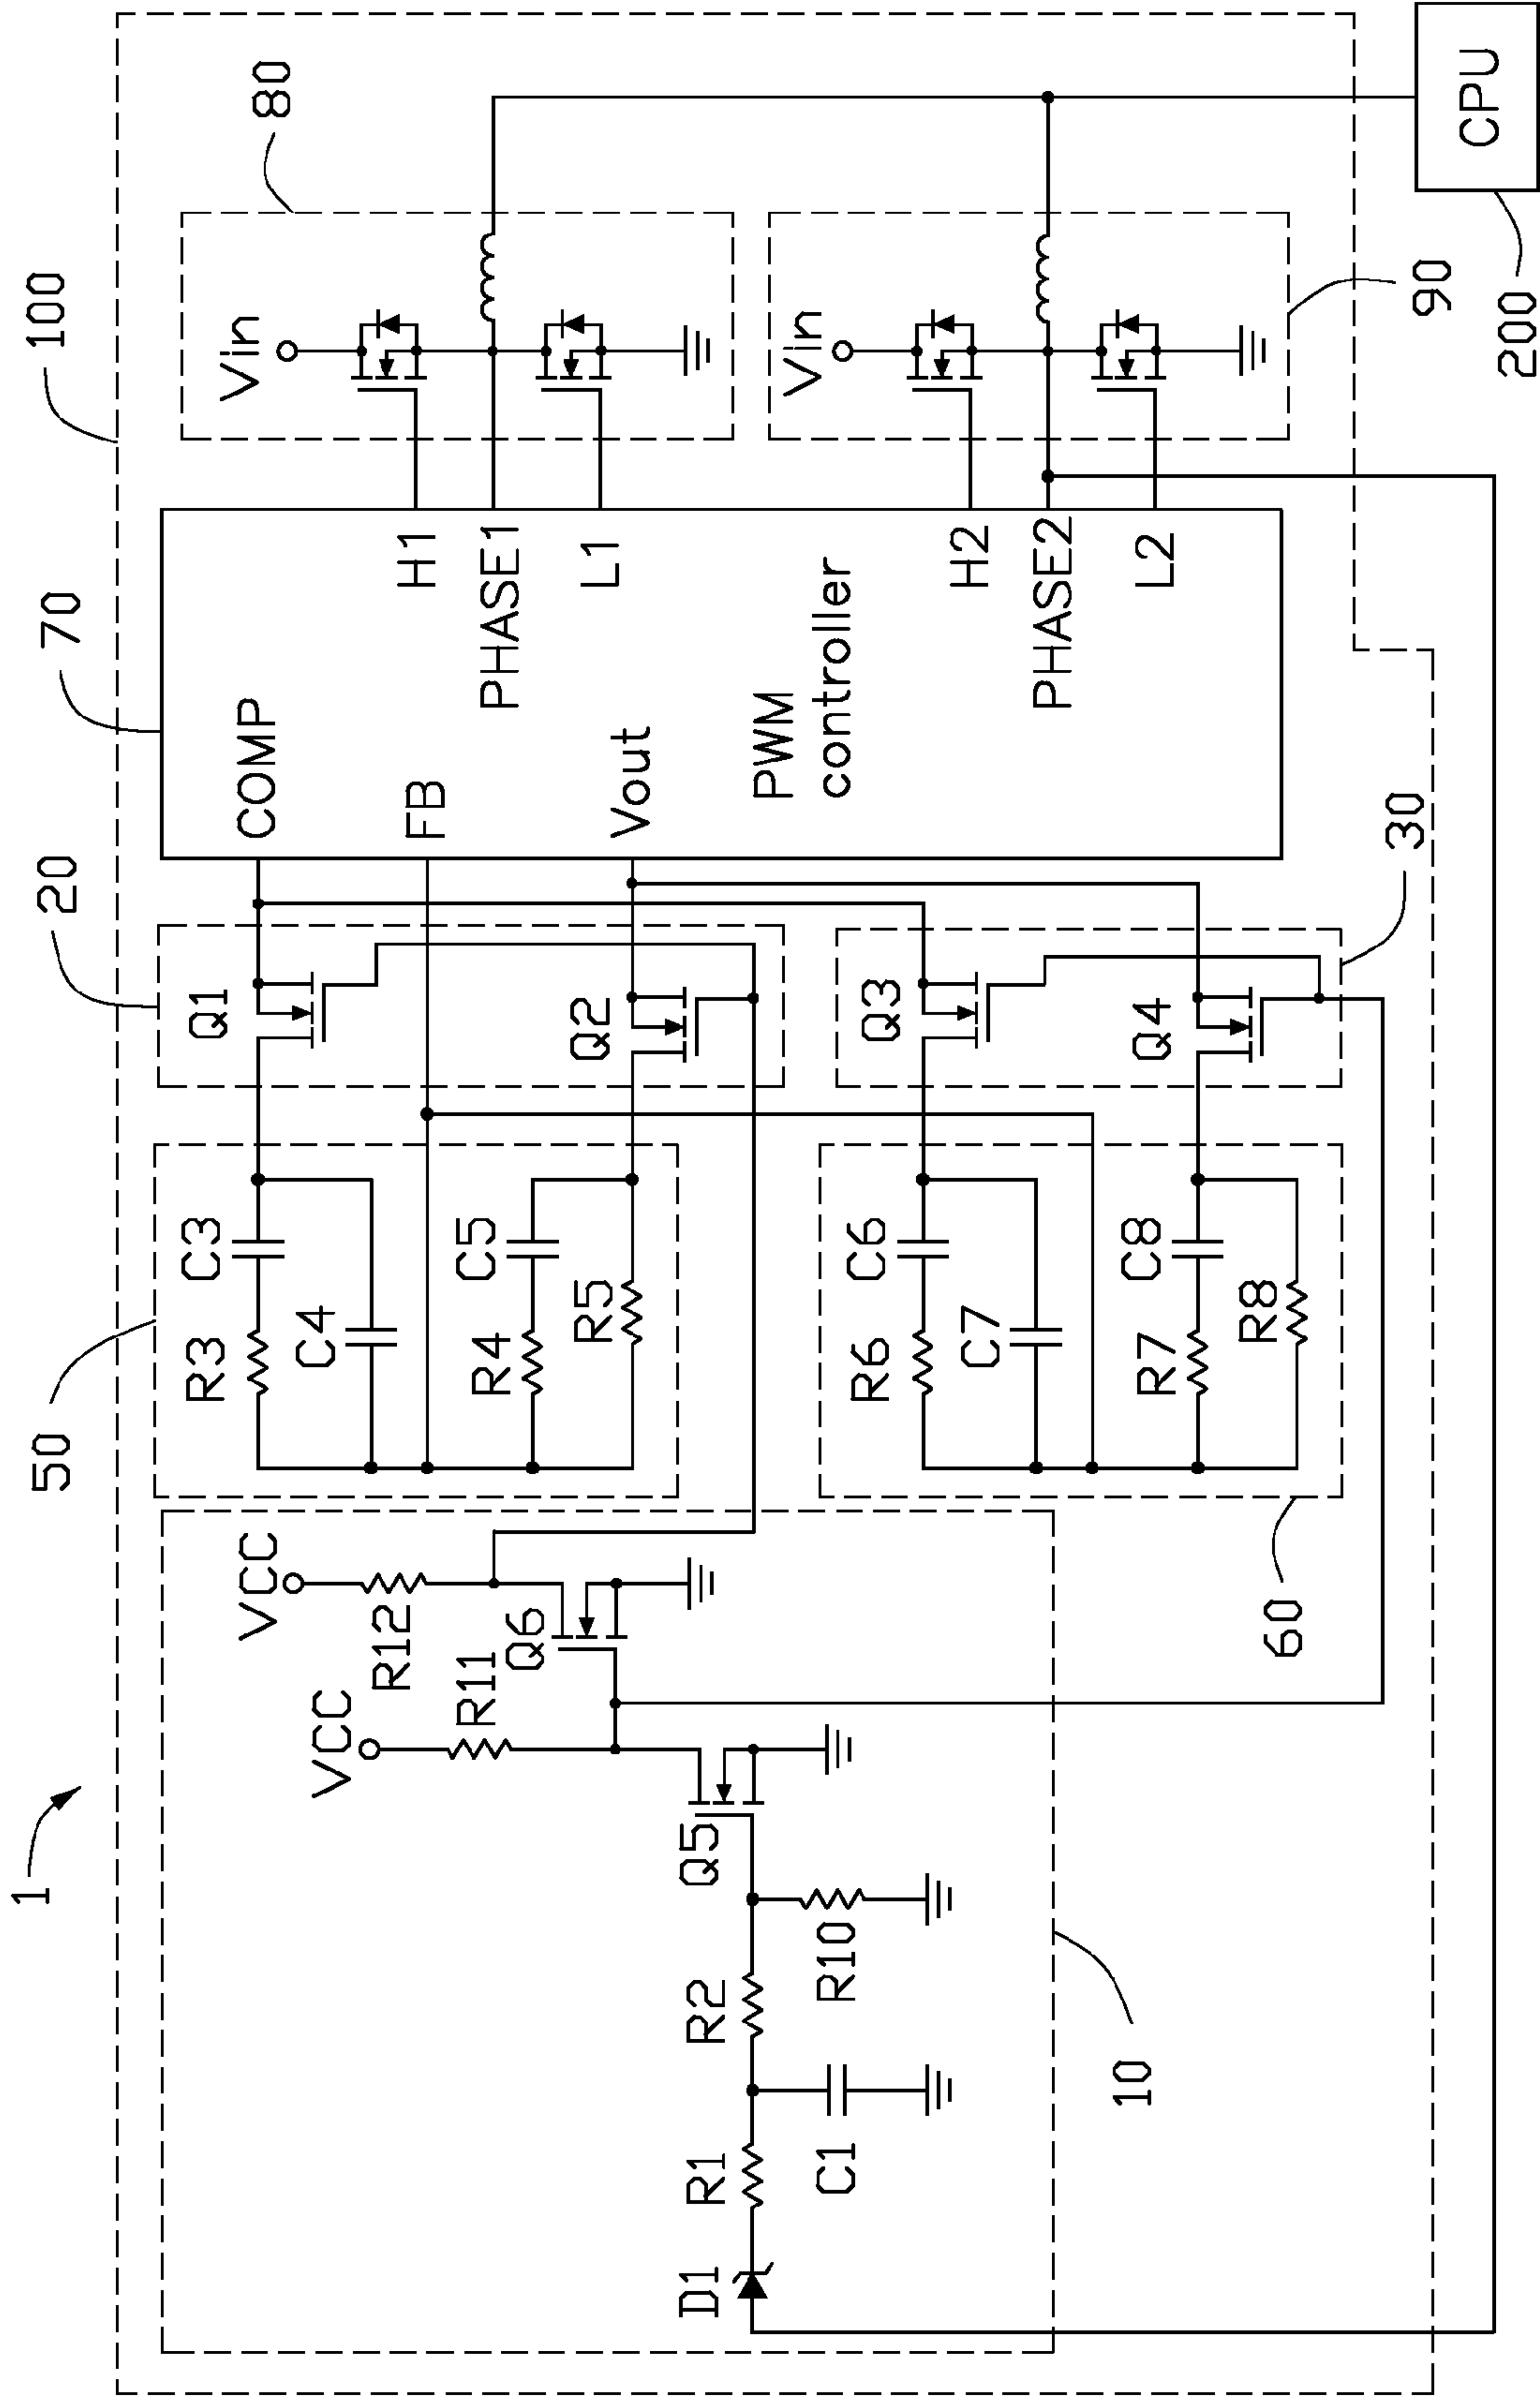 1
100
10
D1
R1
C1
R2
R10
Q5
VCC
R11
VCC
R12
Q6
50
R3
C3
C4
R4
C5
R5
60
R6
C6
C7
R7
C8
R8
20
Q1
Q2
30
Q3
Q4
70
COMP
FB
Vout
PWM
controller
H1
PHASE1
L1
H2
PHASE2
L2
80
Vin
90
Vin
200
CPU